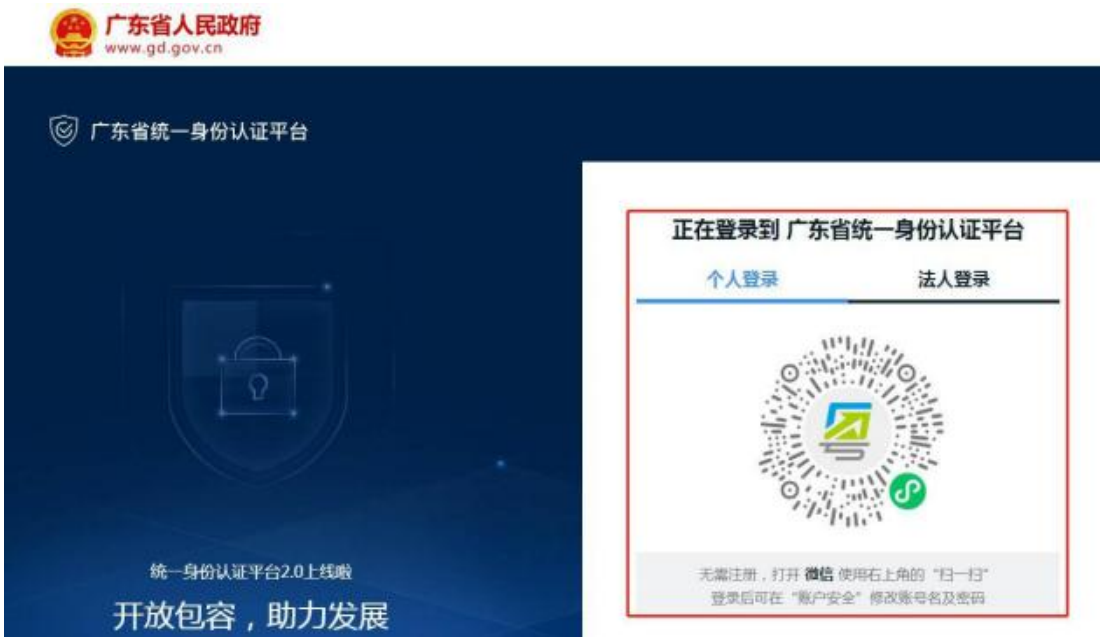 广东省人民政府
www.gd.gov.cn
广东省统一身份认证平台
正在登录到 广东省统一身份认证平台
个人登录 法人登录
无需注册，打开 微信 使用右上角的 "扫一扫"
登录后可在 "账户安全" 修改账号名及密码
统一身份认证平台2.0上线啦
开放包容，助力发展